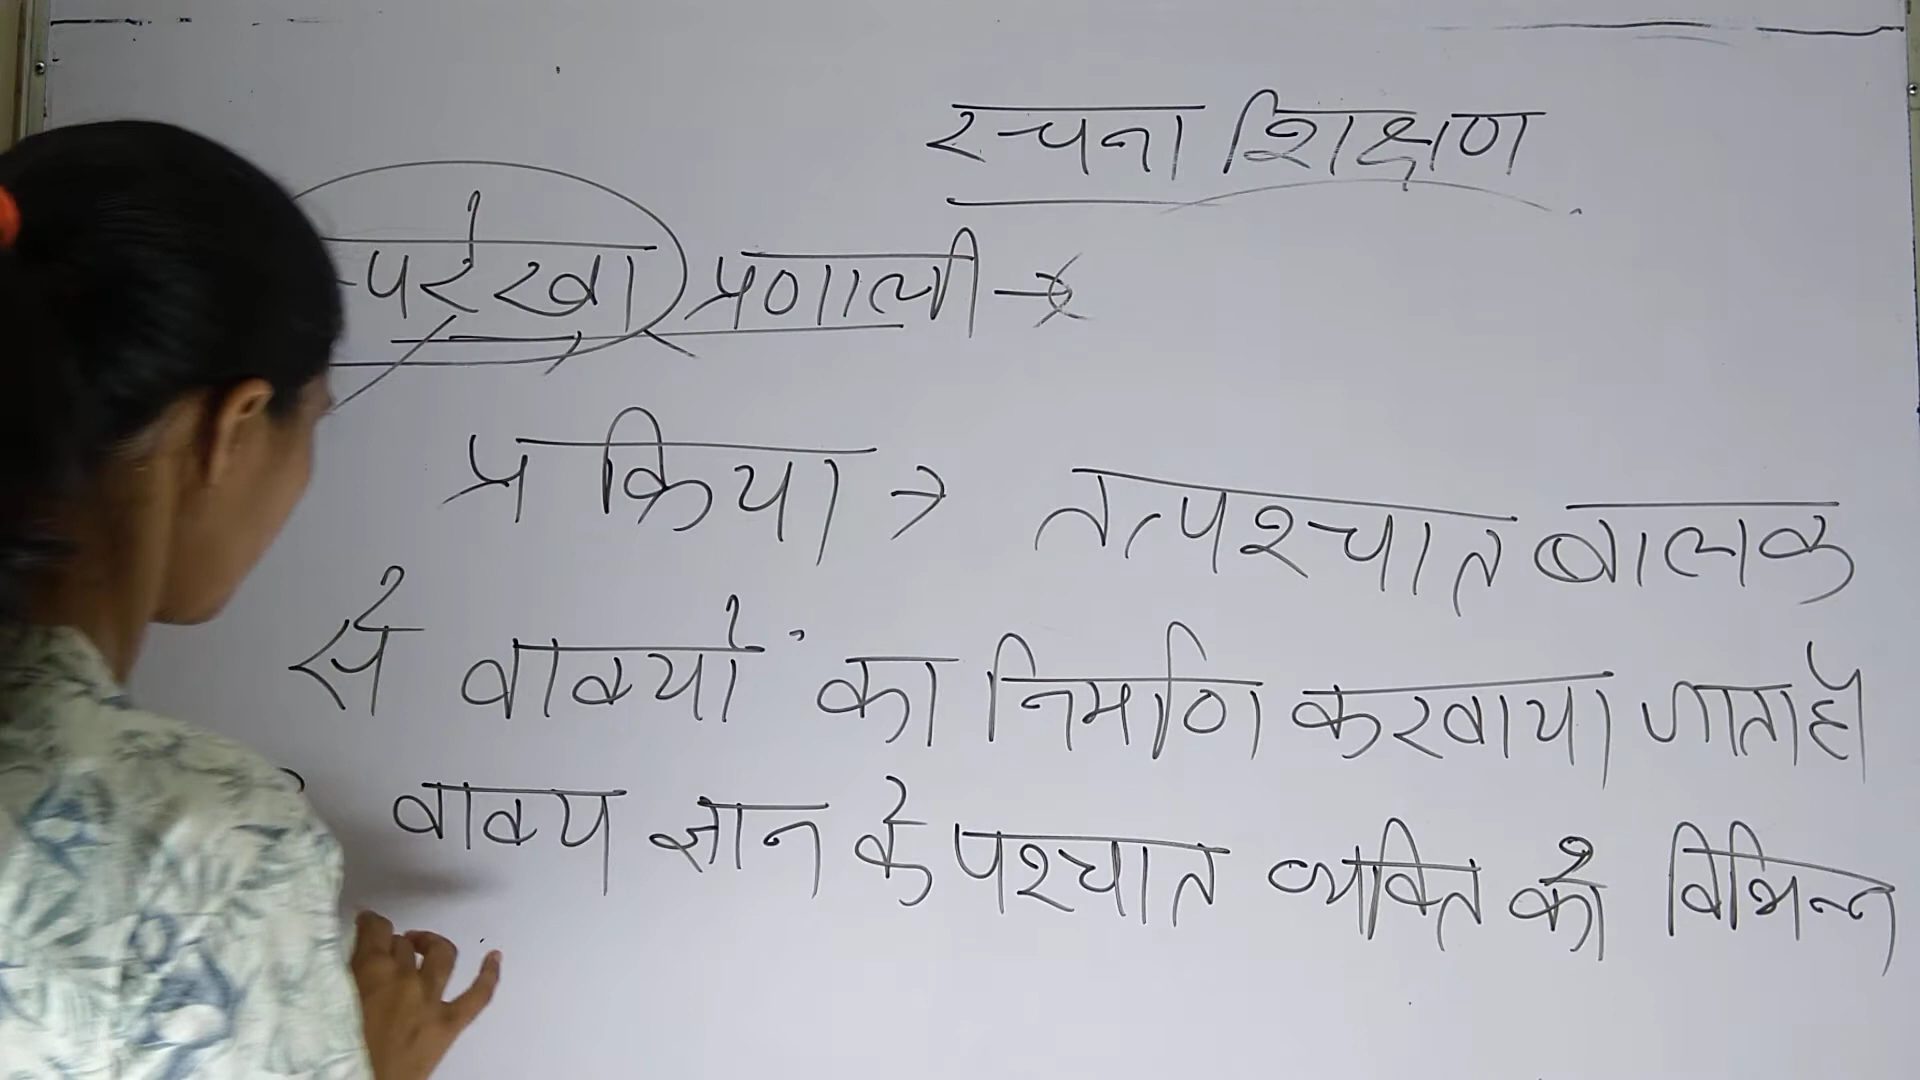 रचना शिक्षण
परेखा प्रणाली →
प्रक्रिया → तत्पश्चात बालक
से वाक्यों का निर्माण करवाया जाता है
वाक्य ज्ञान के पश्चात व्यक्ति को विभिन्न